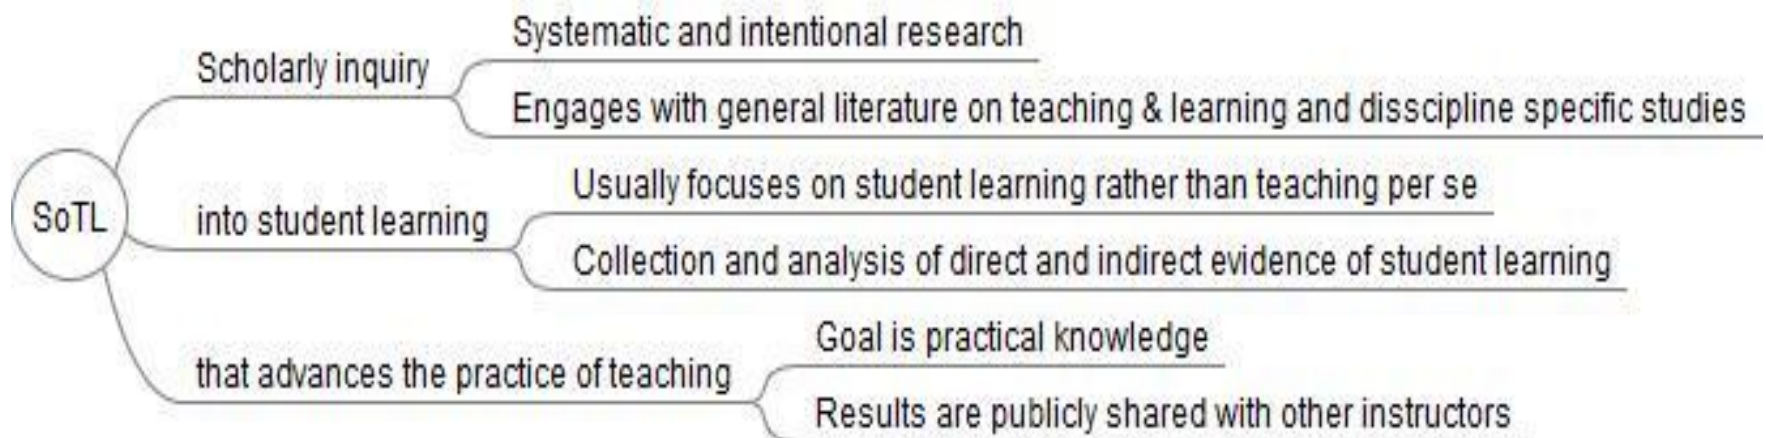 SoTL
Scholarly inquiry
Systematic and intentional research
Engages with general literature on teaching & learning and disscipline specific studies
into student learning
Usually focuses on student learning rather than teaching per se
Collection and analysis of direct and indirect evidence of student learning
that advances the practice of teaching
Goal is practical knowledge
Results are publicly shared with other instructors